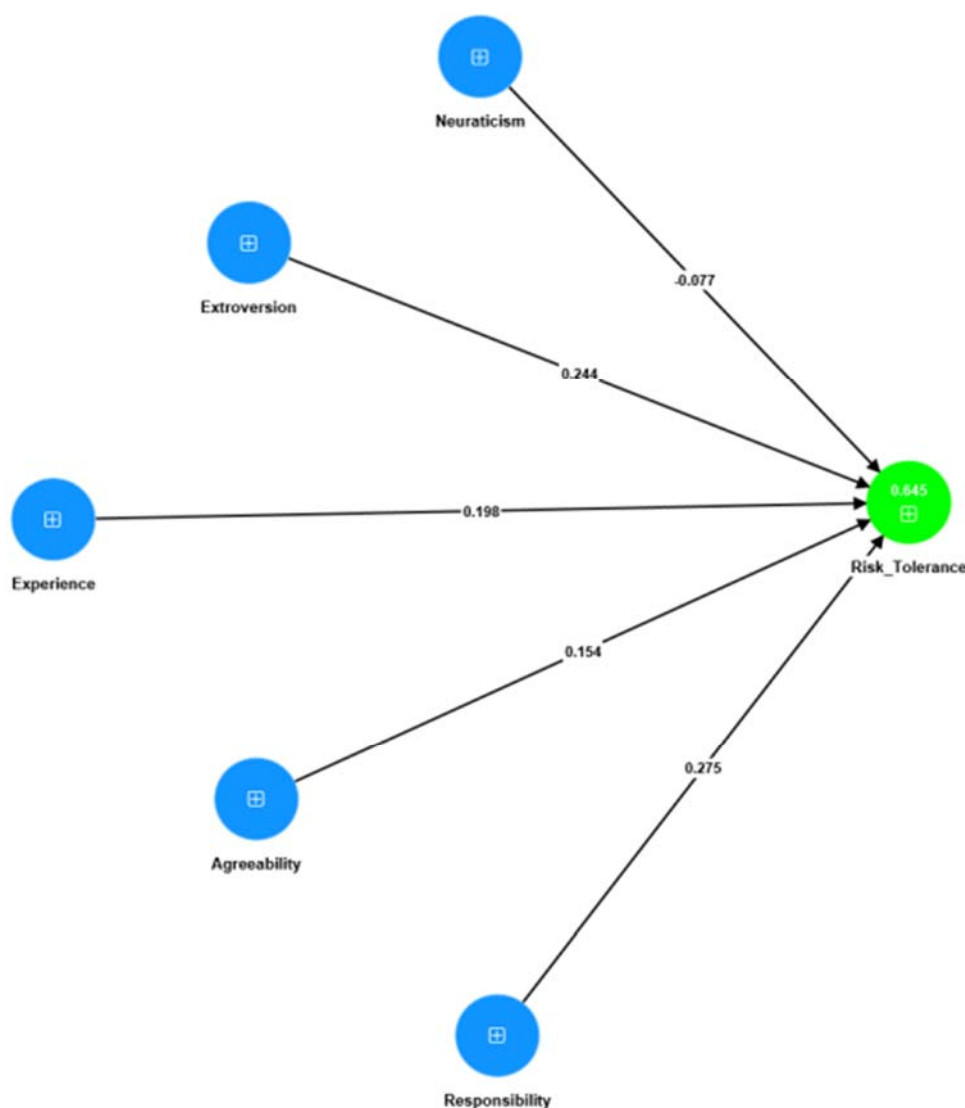 Neuraticism
-0.077
Extroversion
0.244
0.645
Risk_Tolerance
Experience
0.198
0.154
Agreeability
0.275
Responsibility